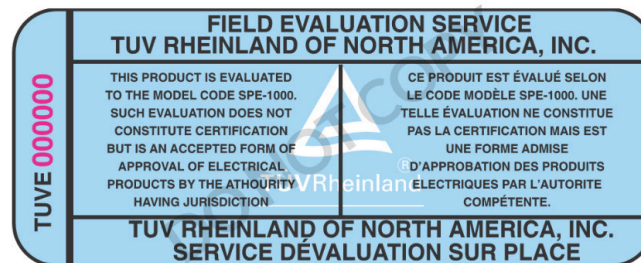 FIELD EVALUATION SERVICE
TUV RHEINLAND OF NORTH AMERICA, INC.
TUVE 000000
THIS PRODUCT IS EVALUATED
TO THE MODEL CODE SPE-1000.
SUCH EVALUATION DOES NOT
CONSTITUTE CERTIFICATION
BUT IS AN ACCEPTED FORM OF
APPROVAL OF ELECTRICAL
PRODUCTS BY THE ATHOURITY
HAVING JURISDICTION
CE PRODUIT EST ÉVALUÉ SELON
LE CODE MODÈLE SPE-1000. UNE
TELLE ÉVALUATION NE CONSTITUE
PAS LA CERTIFICATION MAIS EST
UNE FORME ADMISE
D'APPROBATION DES PRODUITS
ÉLECTRIQUES PAR L'AUTORITE
COMPÉTENTE.
TÜVRheinland®
DO NOT COPY
TUV RHEINLAND OF NORTH AMERICA, INC.
SERVICE DÉVALUATION SUR PLACE